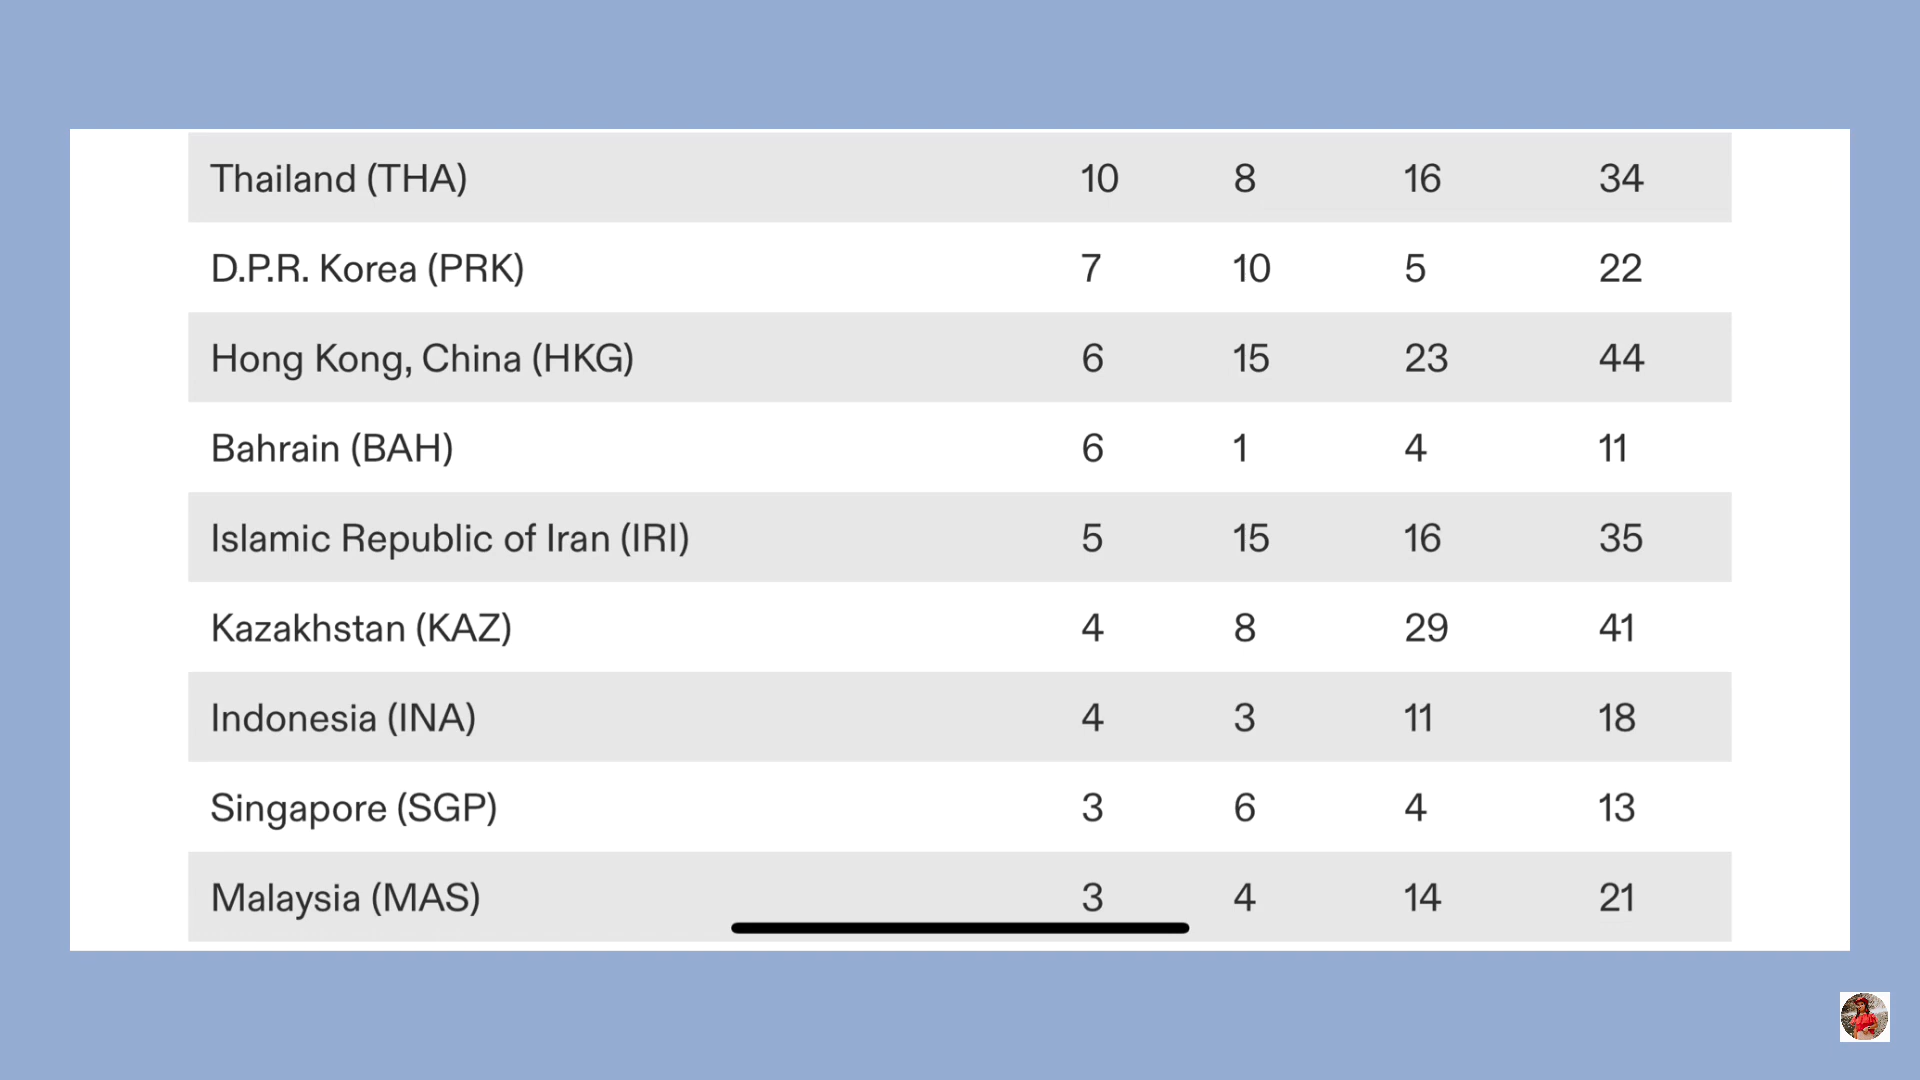 Thailand (THA) 10 8 16 34
D.P.R. Korea (PRK) 7 10 5 22
Hong Kong, China (HKG) 6 15 23 44
Bahrain (BAH) 6 1 4 11
Islamic Republic of Iran (IRI) 5 15 16 35
Kazakhstan (KAZ) 4 8 29 41
Indonesia (INA) 4 3 11 18
Singapore (SGP) 3 6 4 13
Malaysia (MAS) 3 4 14 21